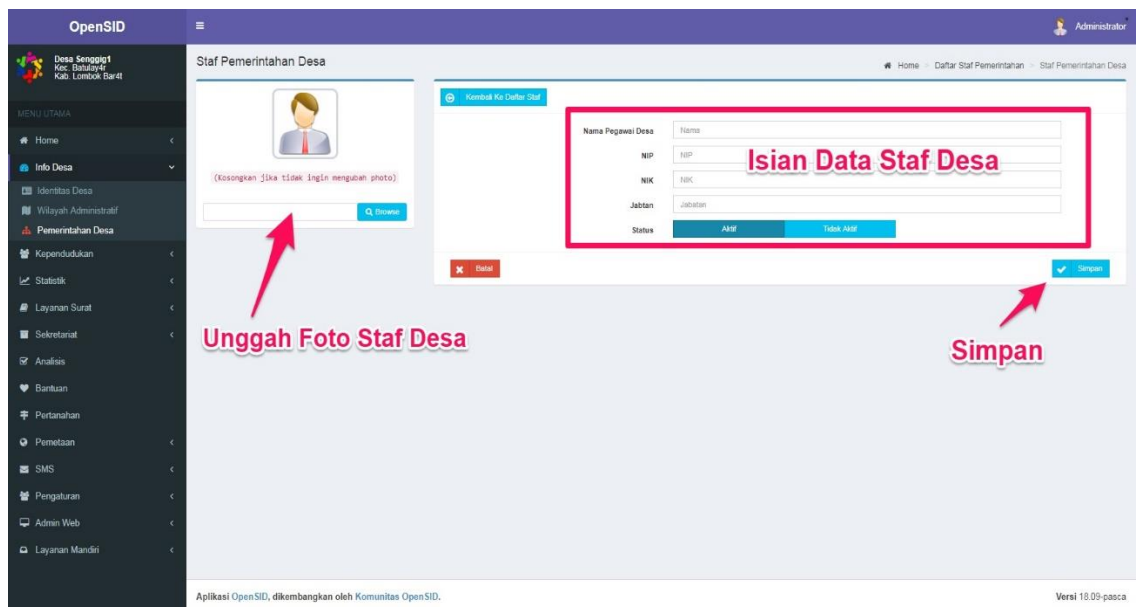 OpenSID
Administrator
Desa Senggig1
Kec. Batulay4r
Kab. Lombok Bar4t
MENU UTAMA
Home
Info Desa
Identitas Desa
Wilayah Administratif
Pemerintahan Desa
Kependudukan
Statistik
Layanan Surat
Sekretariat
Analisis
Bantuan
Pertanahan
Pemetaan
SMS
Pengaturan
Admin Web
Layanan Mandiri
Staf Pemerintahan Desa
Home > Daftar Staf Pemerintahan > Staf Pemerintahan Desa
(Kosongkan jika tidak ingin mengubah photo)
Browse
Unggah Foto Staf Desa
Kembali Ke Daftar Staf
Nama Pegawai Desa Nama
NIP NIP
NIK NIK
Jabtan Jabatan
Status Aktif Tidak Aktif
Isian Data Staf Desa
Batal
Simpan
Simpan
Aplikasi OpenSID, dikembangkan oleh Komunitas OpenSID.
Versi 18.09-pasca